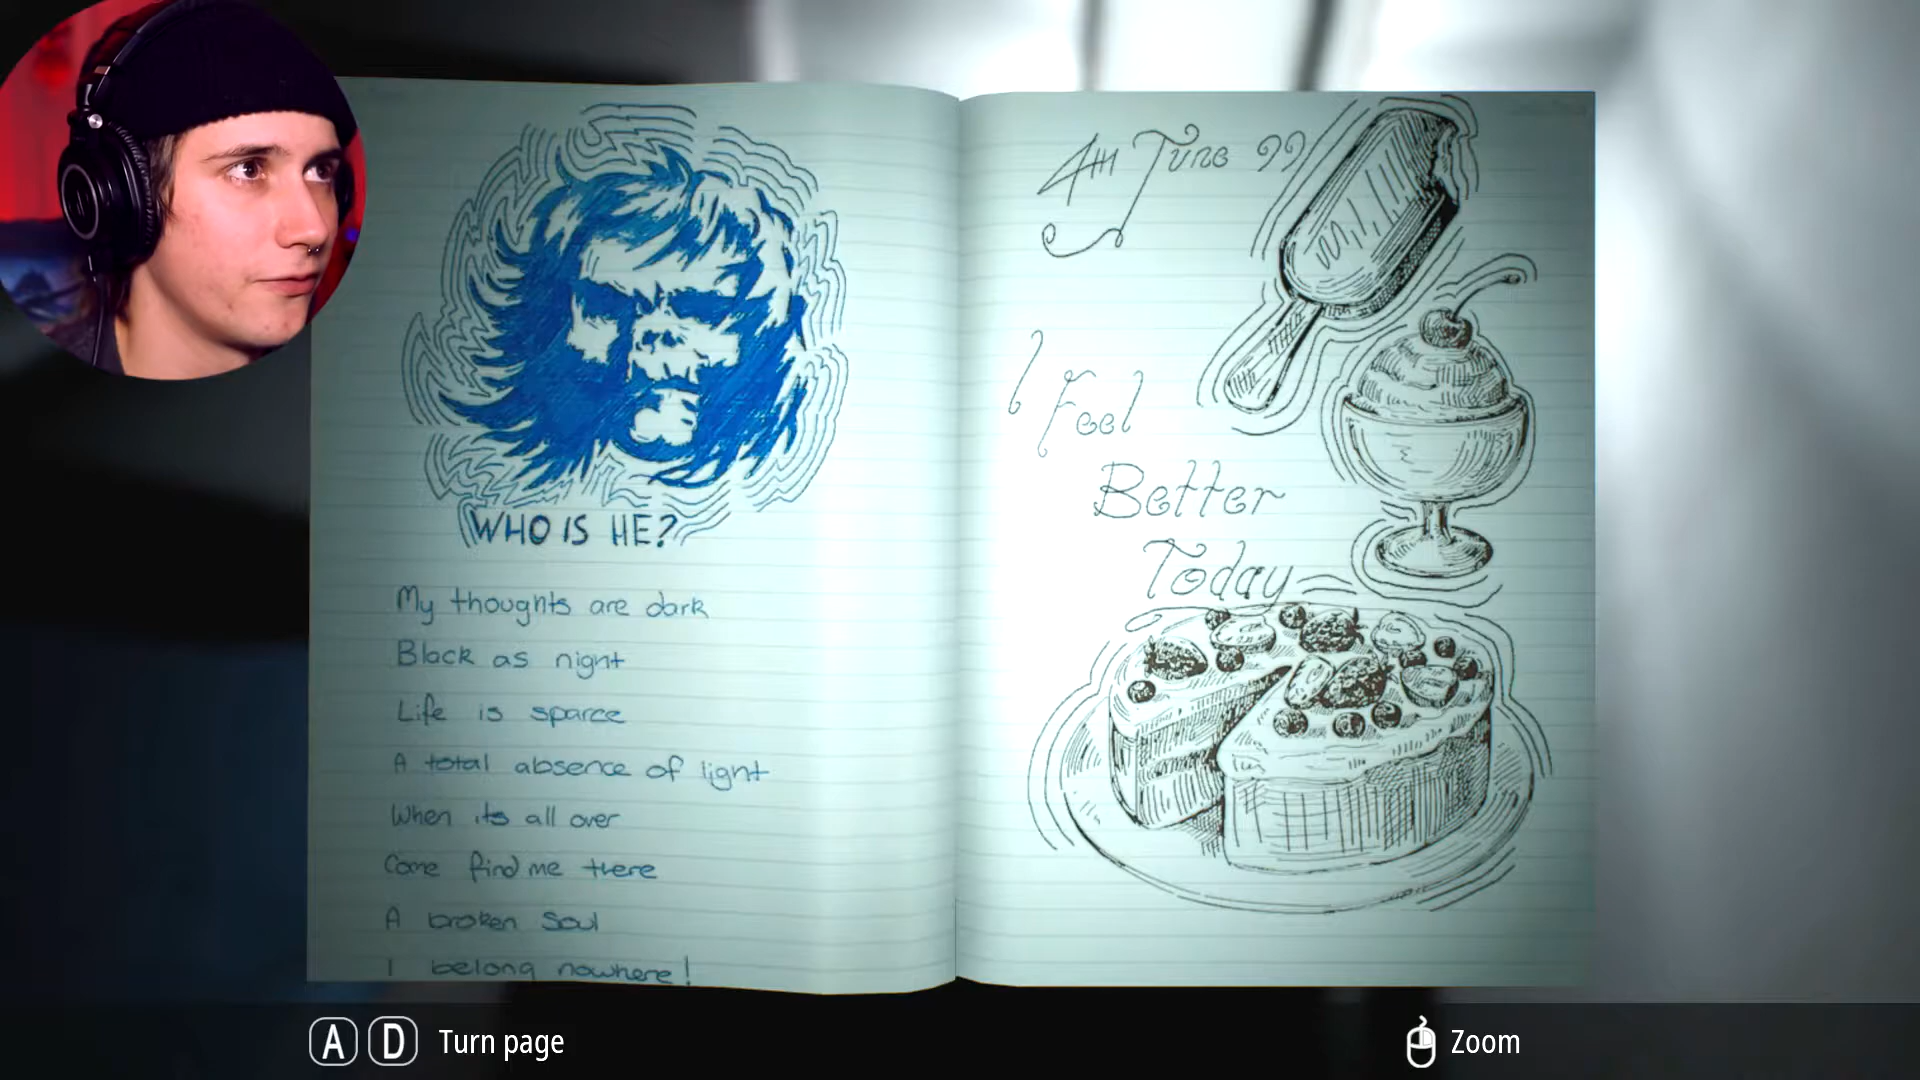 WHO IS HE?
My thoughts are dark
Black as night
Life is sparce
A total absence of light
When its all over
Come find me there
A broken Soul
I belong nowhere!
4th June 99
I Feel
Better
Today
A D Turn page
Zoom